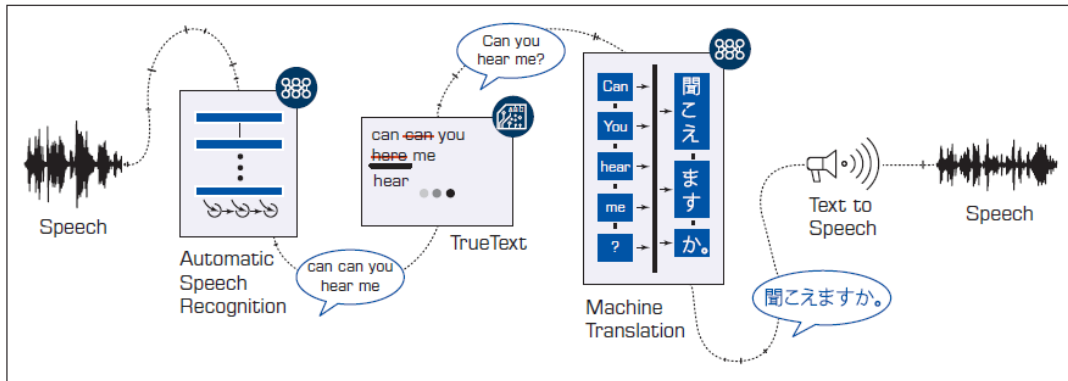 Speech
Automatic
Speech
Recognition
can can you
hear me
can can you
here me
hear
TrueText
Can you
hear me?
Can
You
hear
me
?
聞こえ
ます
か。
Machine
Translation
聞こえますか。
Text to
Speech
Speech